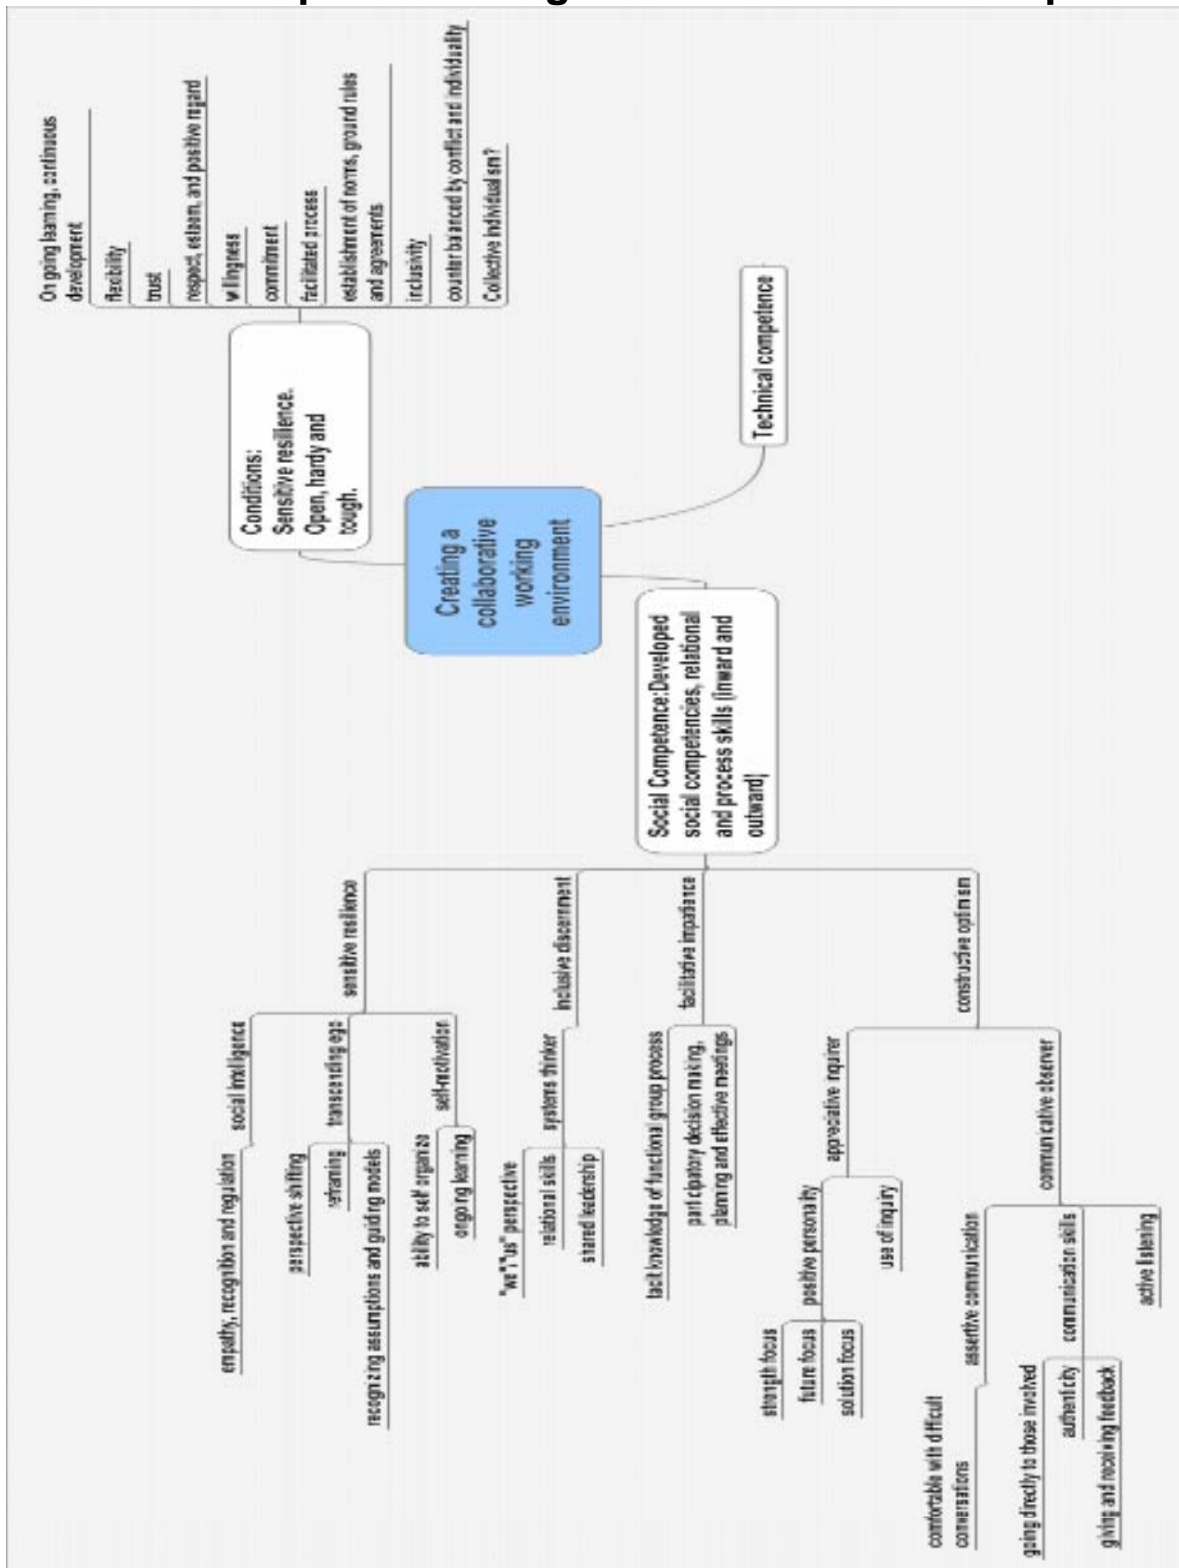 Creating a
collaborative
working
environment
Conditions:
Sensitive resilience.
Open, hardy and
tough.
On going learning, continuous
development
flexibility
trust
respect, esteem, and positive regard
willingness
commitment
facilitated process
establishment of norms, ground rules
and agreements
inclusivity
counter balanced by conflict and individuality
Collective individualism?
Technical competence
Social Competence:Developed
social competencies, relational
and process skills (inward and
outward)
sensitive resilience
social intelligence
empathy, recognition and regulation
transcending ego
perspective shifting
reframing
recognizing assumptions and guiding models
self-motivation
ability to self organize
ongoing learning
inclusive discernment
systems thinker
"we"/"us" perspective
relational skills
shared leadership
facilitative impatience
tacit knowledge of functional group process
participatory decision making,
planning and effective meetings
constructive optimism
appreciative inquirer
positive personality
strength focus
future focus
solution focus
use of inquiry
communicative observer
assertive communication
comfortable with difficult
conversations
communication skills
going directly to those involved
authenticity
giving and receiving feedback
active listening